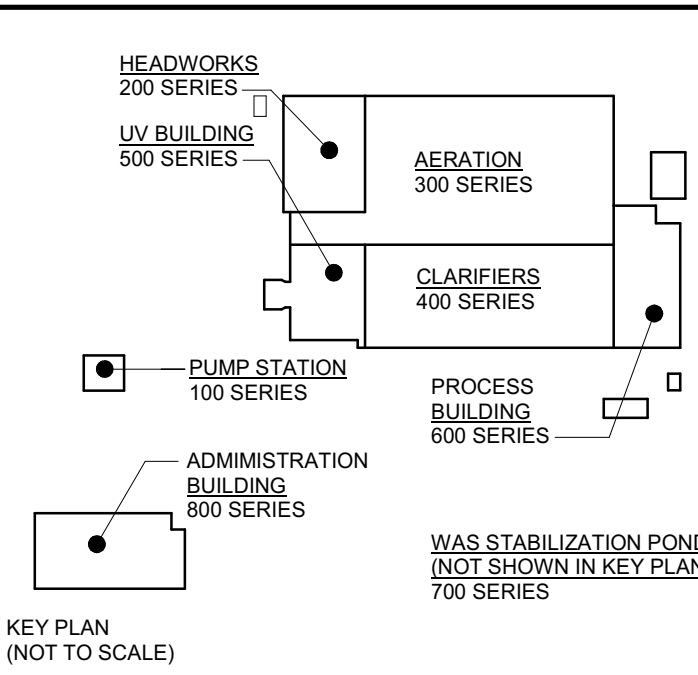 HEADWORKS
200 SERIES
UV BUILDING
500 SERIES
AERATION
300 SERIES
CLARIFIERS
400 SERIES
PUMP STATION
100 SERIES
PROCESS
BUILDING
600 SERIES
ADMIMISTRATION
BUILDING
800 SERIES
WAS STABILIZATION POND
(NOT SHOWN IN KEY PLAN
700 SERIES
KEY PLAN
(NOT TO SCALE)